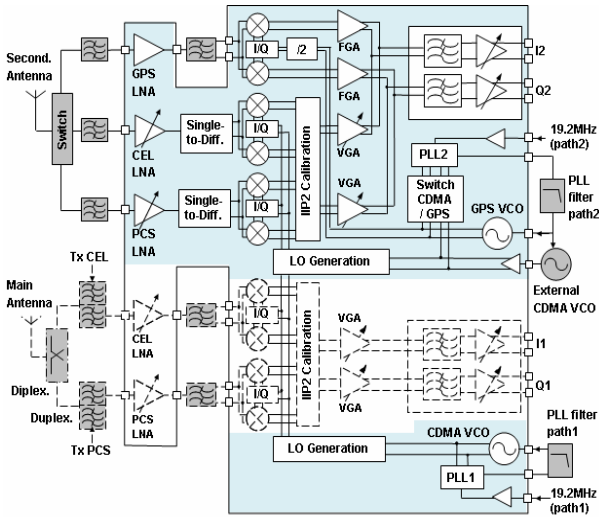 Second.
Antenna
Switch
GPS
LNA
I/Q
/2
FGA
FGA
I2
Q2
CEL
LNA
Single-
to-Diff.
I/Q
IIP2 Calibration
VGA
19.2MHz
(path2)
PLL2
Switch
CDMA
/ GPS
PLL
filter
path2
PCS
LNA
Single-
to-Diff.
I/Q
VGA
GPS VCO
Tx CEL
LO Generation
External
CDMA VCO
Main
Antenna
CEL
LNA
I/Q
IIP2 Calibration
VGA
I1
Diplex.
Duplex.
PCS
LNA
I/Q
VGA
Q1
Tx PCS
LO Generation
CDMA VCO
PLL filter
path1
PLL1
19.2MHz
(path1)